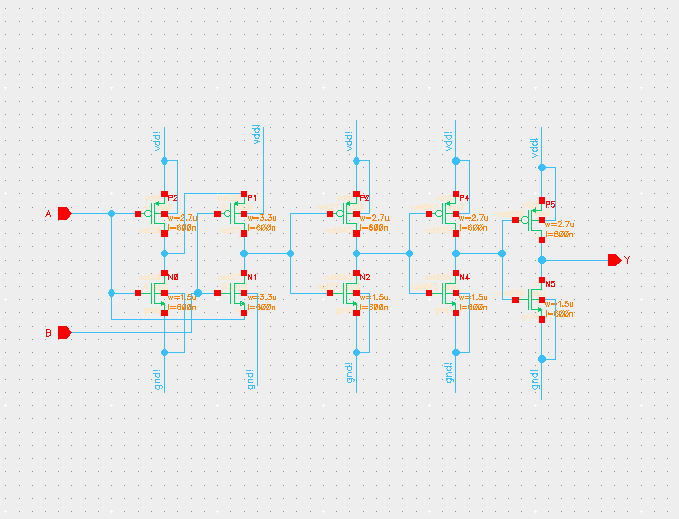 vdd!
vdd!
vdd!
vdd!
vdd!
A
P2
w=2.7u
l=600n
P1
w=3.3u
l=600n
w=2.7u
l=600n
P4
w=2.7u
l=600n
P5
w=2.7u
l=600n
Y
N0
w=1.5u
l=600n
N1
w=3.3u
l=600n
N2
w=1.5u
N4
w=1.5u
l=600n
N5
w=1.5u
l=600n
B
gnd!
gnd!
gnd!
gnd!
gnd!